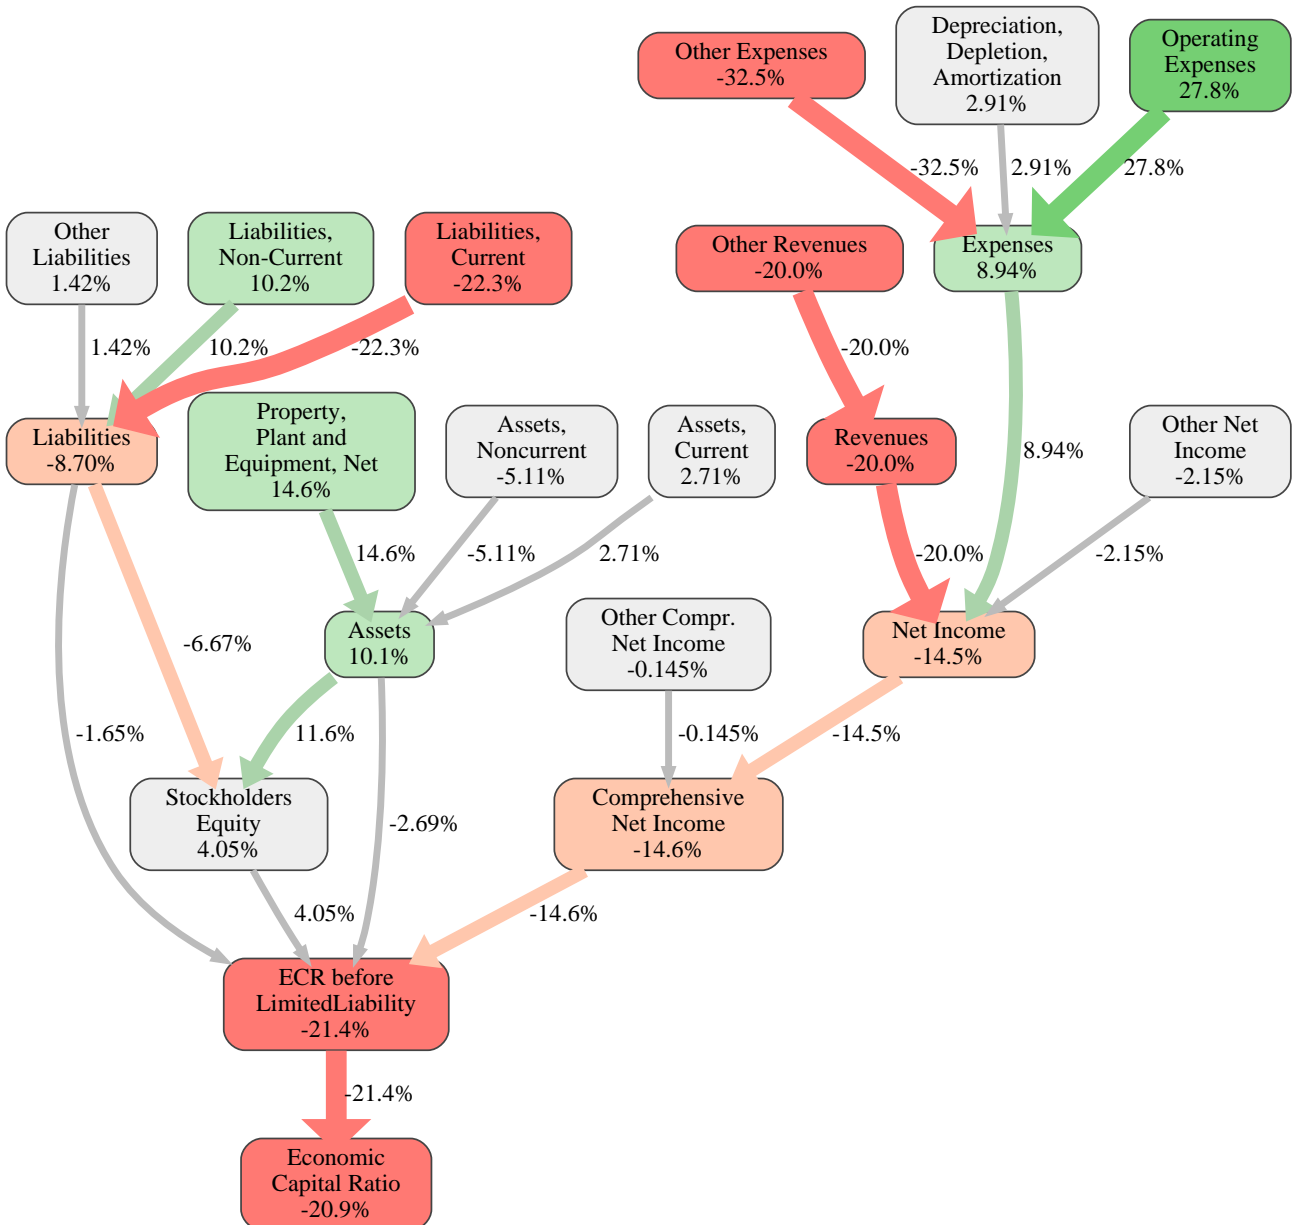 Other Expenses
-32.5%
Depreciation,
Depletion,
Amortization
2.91%
Operating
Expenses
27.8%
-32.5%
2.91%
27.8%
Other
Liabilities
1.42%
Liabilities,
Non-Current
10.2%
Liabilities,
Current
-22.3%
Other Revenues
-20.0%
Expenses
8.94%
1.42%
10.2%
-22.3%
-20.0%
Liabilities
-8.70%
Property,
Plant and
Equipment, Net
14.6%
Assets,
Noncurrent
-5.11%
Assets,
Current
2.71%
Revenues
-20.0%
8.94%
Other Net
Income
-2.15%
14.6%
-5.11%
2.71%
-20.0%
-2.15%
-6.67%
Assets
10.1%
Other Compr.
Net Income
-0.145%
Net Income
-14.5%
-1.65%
11.6%
-0.145%
-14.5%
Stockholders
Equity
4.05%
-2.69%
Comprehensive
Net Income
-14.6%
4.05%
-14.6%
ECR before
LimitedLiability
-21.4%
-21.4%
Economic
Capital Ratio
-20.9%